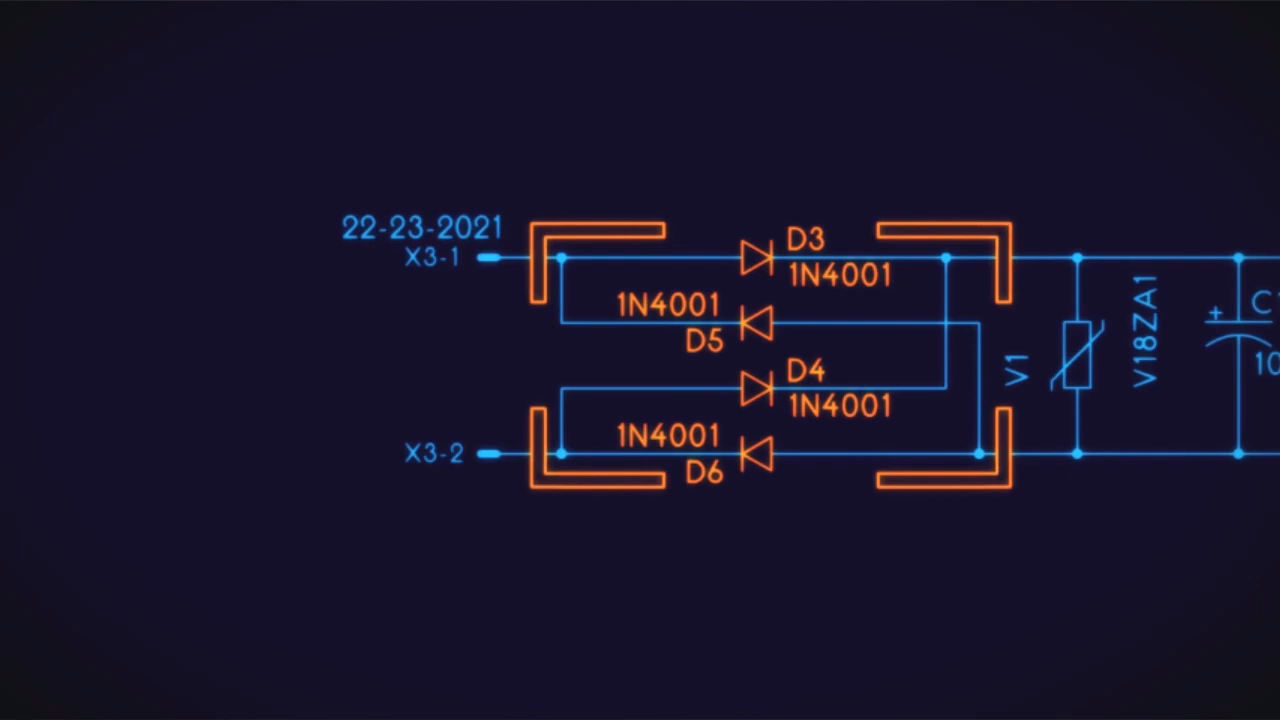 22-23-2021
X3-1
D3
1N4001
1N4001
D5
D4
1N4001
1N4001
D6
X3-2
V1
V18ZA1
+